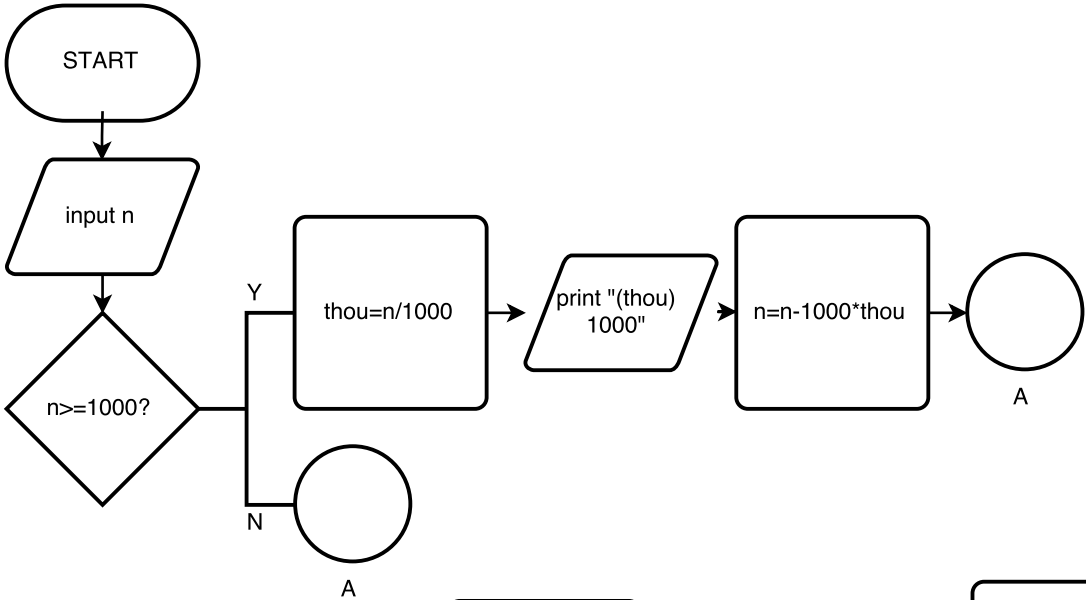 START
input n
n>=1000?
Y
thou=n/1000
print "(thou)
1000"
n=n-1000*thou
A
N
A